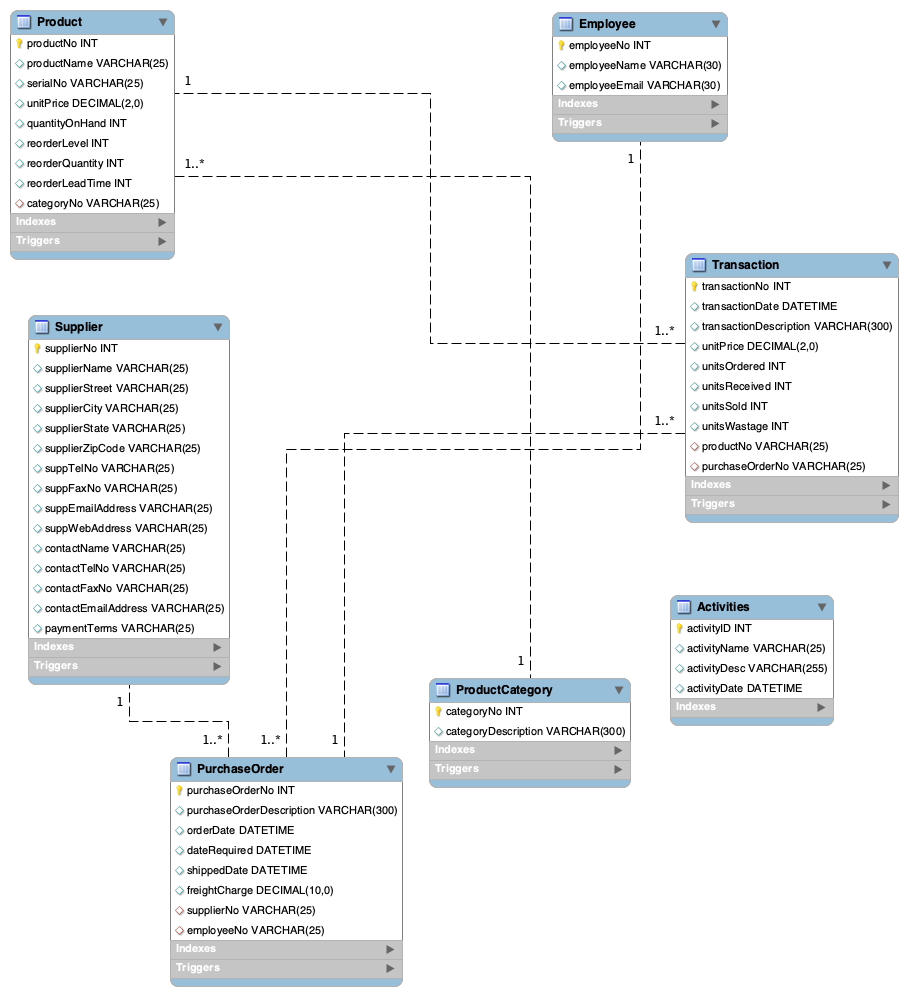 Product
productNo INT
productName VARCHAR(25)
serialNo VARCHAR(25)
unitPrice DECIMAL(2,0)
quantityOnHand INT
reorderLevel INT
reorderQuantity INT
reorderLeadTime INT
categoryNo VARCHAR(25)
Indexes
Triggers
1
1..*
Employee
employeeNo INT
employeeName VARCHAR(30)
employeeEmail VARCHAR(30)
Indexes
Triggers
1
Transaction
transactionNo INT
transactionDate DATETIME
transactionDescription VARCHAR(300)
unitPrice DECIMAL(2,0)
unitsOrdered INT
unitsReceived INT
unitsSold INT
unitsWastage INT
productNo VARCHAR(25)
purchaseOrderNo VARCHAR(25)
Indexes
Triggers
1..*
1..*
Supplier
supplierNo INT
supplierName VARCHAR(25)
supplierStreet VARCHAR(25)
supplierCity VARCHAR(25)
supplierState VARCHAR(25)
supplierZipCode VARCHAR(25)
suppTelNo VARCHAR(25)
suppFaxNo VARCHAR(25)
suppEmailAddress VARCHAR(25)
suppWebAddress VARCHAR(25)
contactName VARCHAR(25)
contactTelNo VARCHAR(25)
contactFaxNo VARCHAR(25)
contactEmailAddress VARCHAR(25)
paymentTerms VARCHAR(25)
Indexes
Triggers
1
Activities
activityID INT
activityName VARCHAR(25)
activityDesc VARCHAR(255)
activityDate DATETIME
Indexes
1
ProductCategory
categoryNo INT
categoryDescription VARCHAR(300)
Indexes
Triggers
1..*
1..*
1
PurchaseOrder
purchaseOrderNo INT
purchaseOrderDescription VARCHAR(300)
orderDate DATETIME
dateRequired DATETIME
shippedDate DATETIME
freightCharge DECIMAL(10,0)
supplierNo VARCHAR(25)
employeeNo VARCHAR(25)
Indexes
Triggers